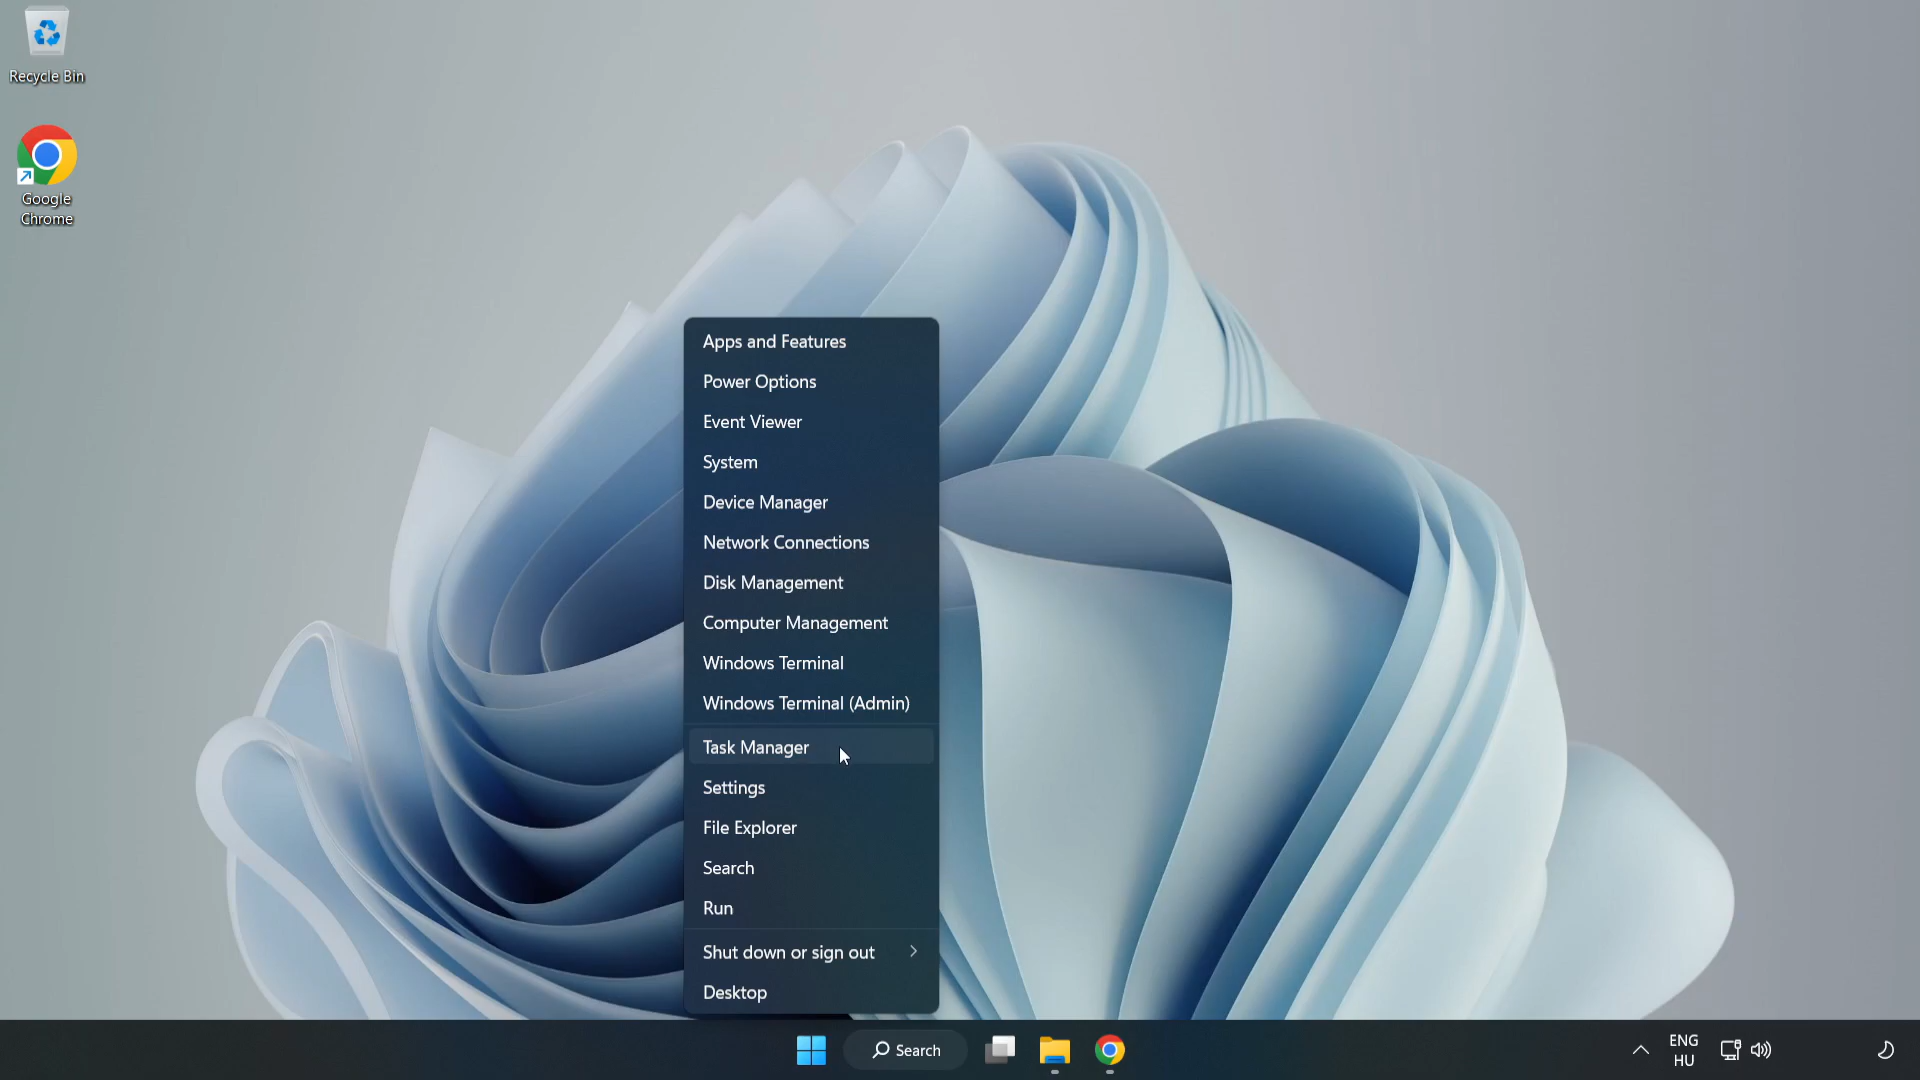 Recycle Bin
Google
Chrome
Apps and Features
Power Options
Event Viewer
System
Device Manager
Network Connections
Disk Management
Computer Management
Windows Terminal
Windows Terminal (Admin)
Task Manager
Settings
File Explorer
Search
Run
Shut down or sign out
Desktop
Search
ENG
HU